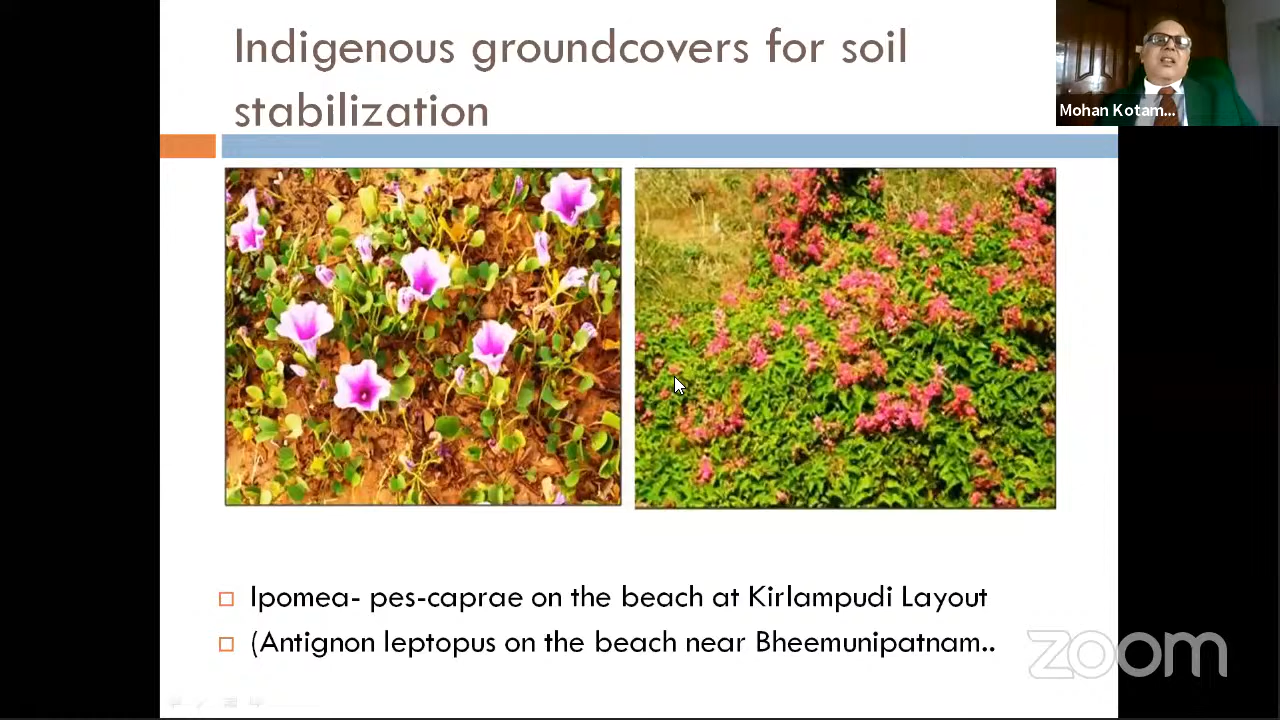 Indigenous groundcovers for soil
stabilization
Mohan Kotam...
Ipomea- pes-caprae on the beach at Kirlampudi Layout
(Antignon leptopus on the beach near Bheemunipatnam..
zoom